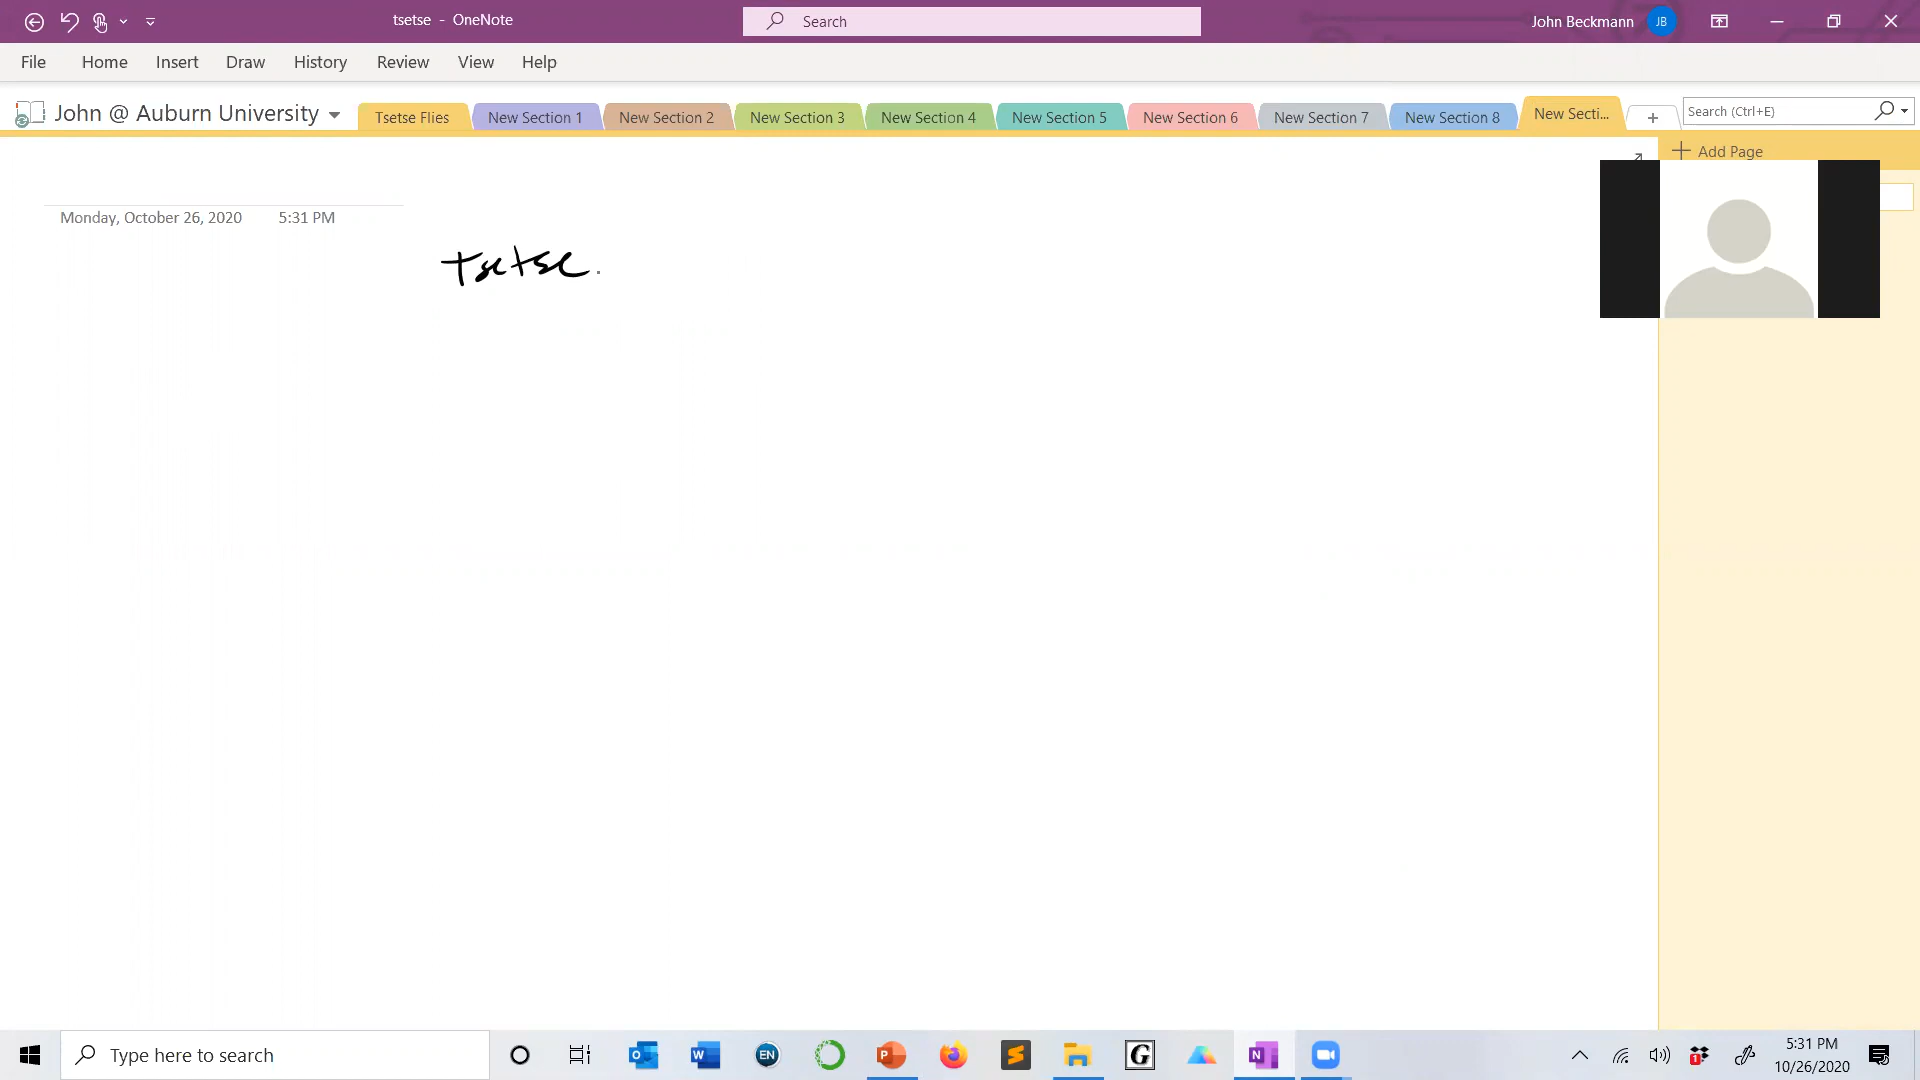 tsetse - OneNote
Search
John Beckmann
JB
File Home Insert Draw History Review View Help
John @ Auburn University
Tsetse Flies
New Section 1
New Section 2
New Section 3
New Section 4
New Section 5
New Section 6
New Section 7
New Section 8
New Secti...
+
Search (Ctrl+E)
Add Page
Monday, October 26, 2020 5:31 PM
tsetse
Type here to search
O
W
EN
P
S
G
N
1
5:31 PM
10/26/2020